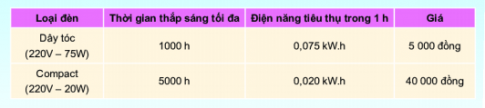 Loại đèn Thời gian thắp sáng tối đa Điện năng tiêu thụ trong 1 h Giá
Dây tóc
(220V – 75W) 1000 h 0,075 kW.h 5 000 đồng
Compact
(220V – 20W) 5000 h 0,020 kW.h 40 000 đồng